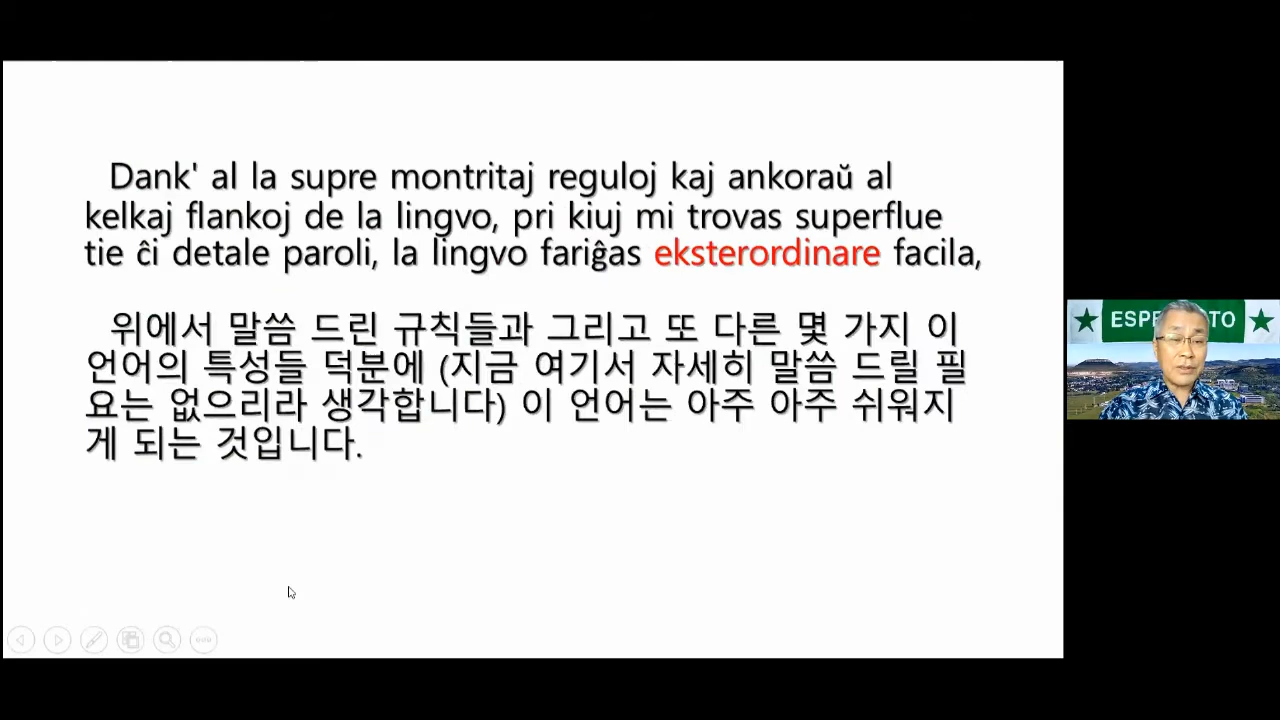 Dank' al la supre montritaj reguloj kaj ankoraŭ al
kelkaj flankoj de la lingvo, pri kiuj mi trovas superflue
tie ĉi detale paroli, la lingvo fariĝas eksterordinare facila,
위에서 말씀 드린 규칙들과 그리고 또 다른 몇 가지 이
언어의 특성들 덕분에 (지금 여기서 자세히 말씀 드릴 필
요는 없으리라 생각합니다) 이 언어는 아주 아주 쉬워지
게 되는 것입니다.